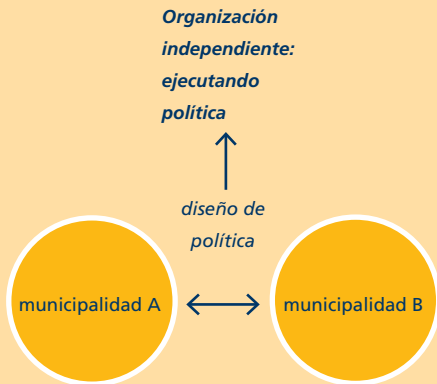 Organización
independiente:
ejecutando
política
diseño de
política
municipalidad A
municipalidad B